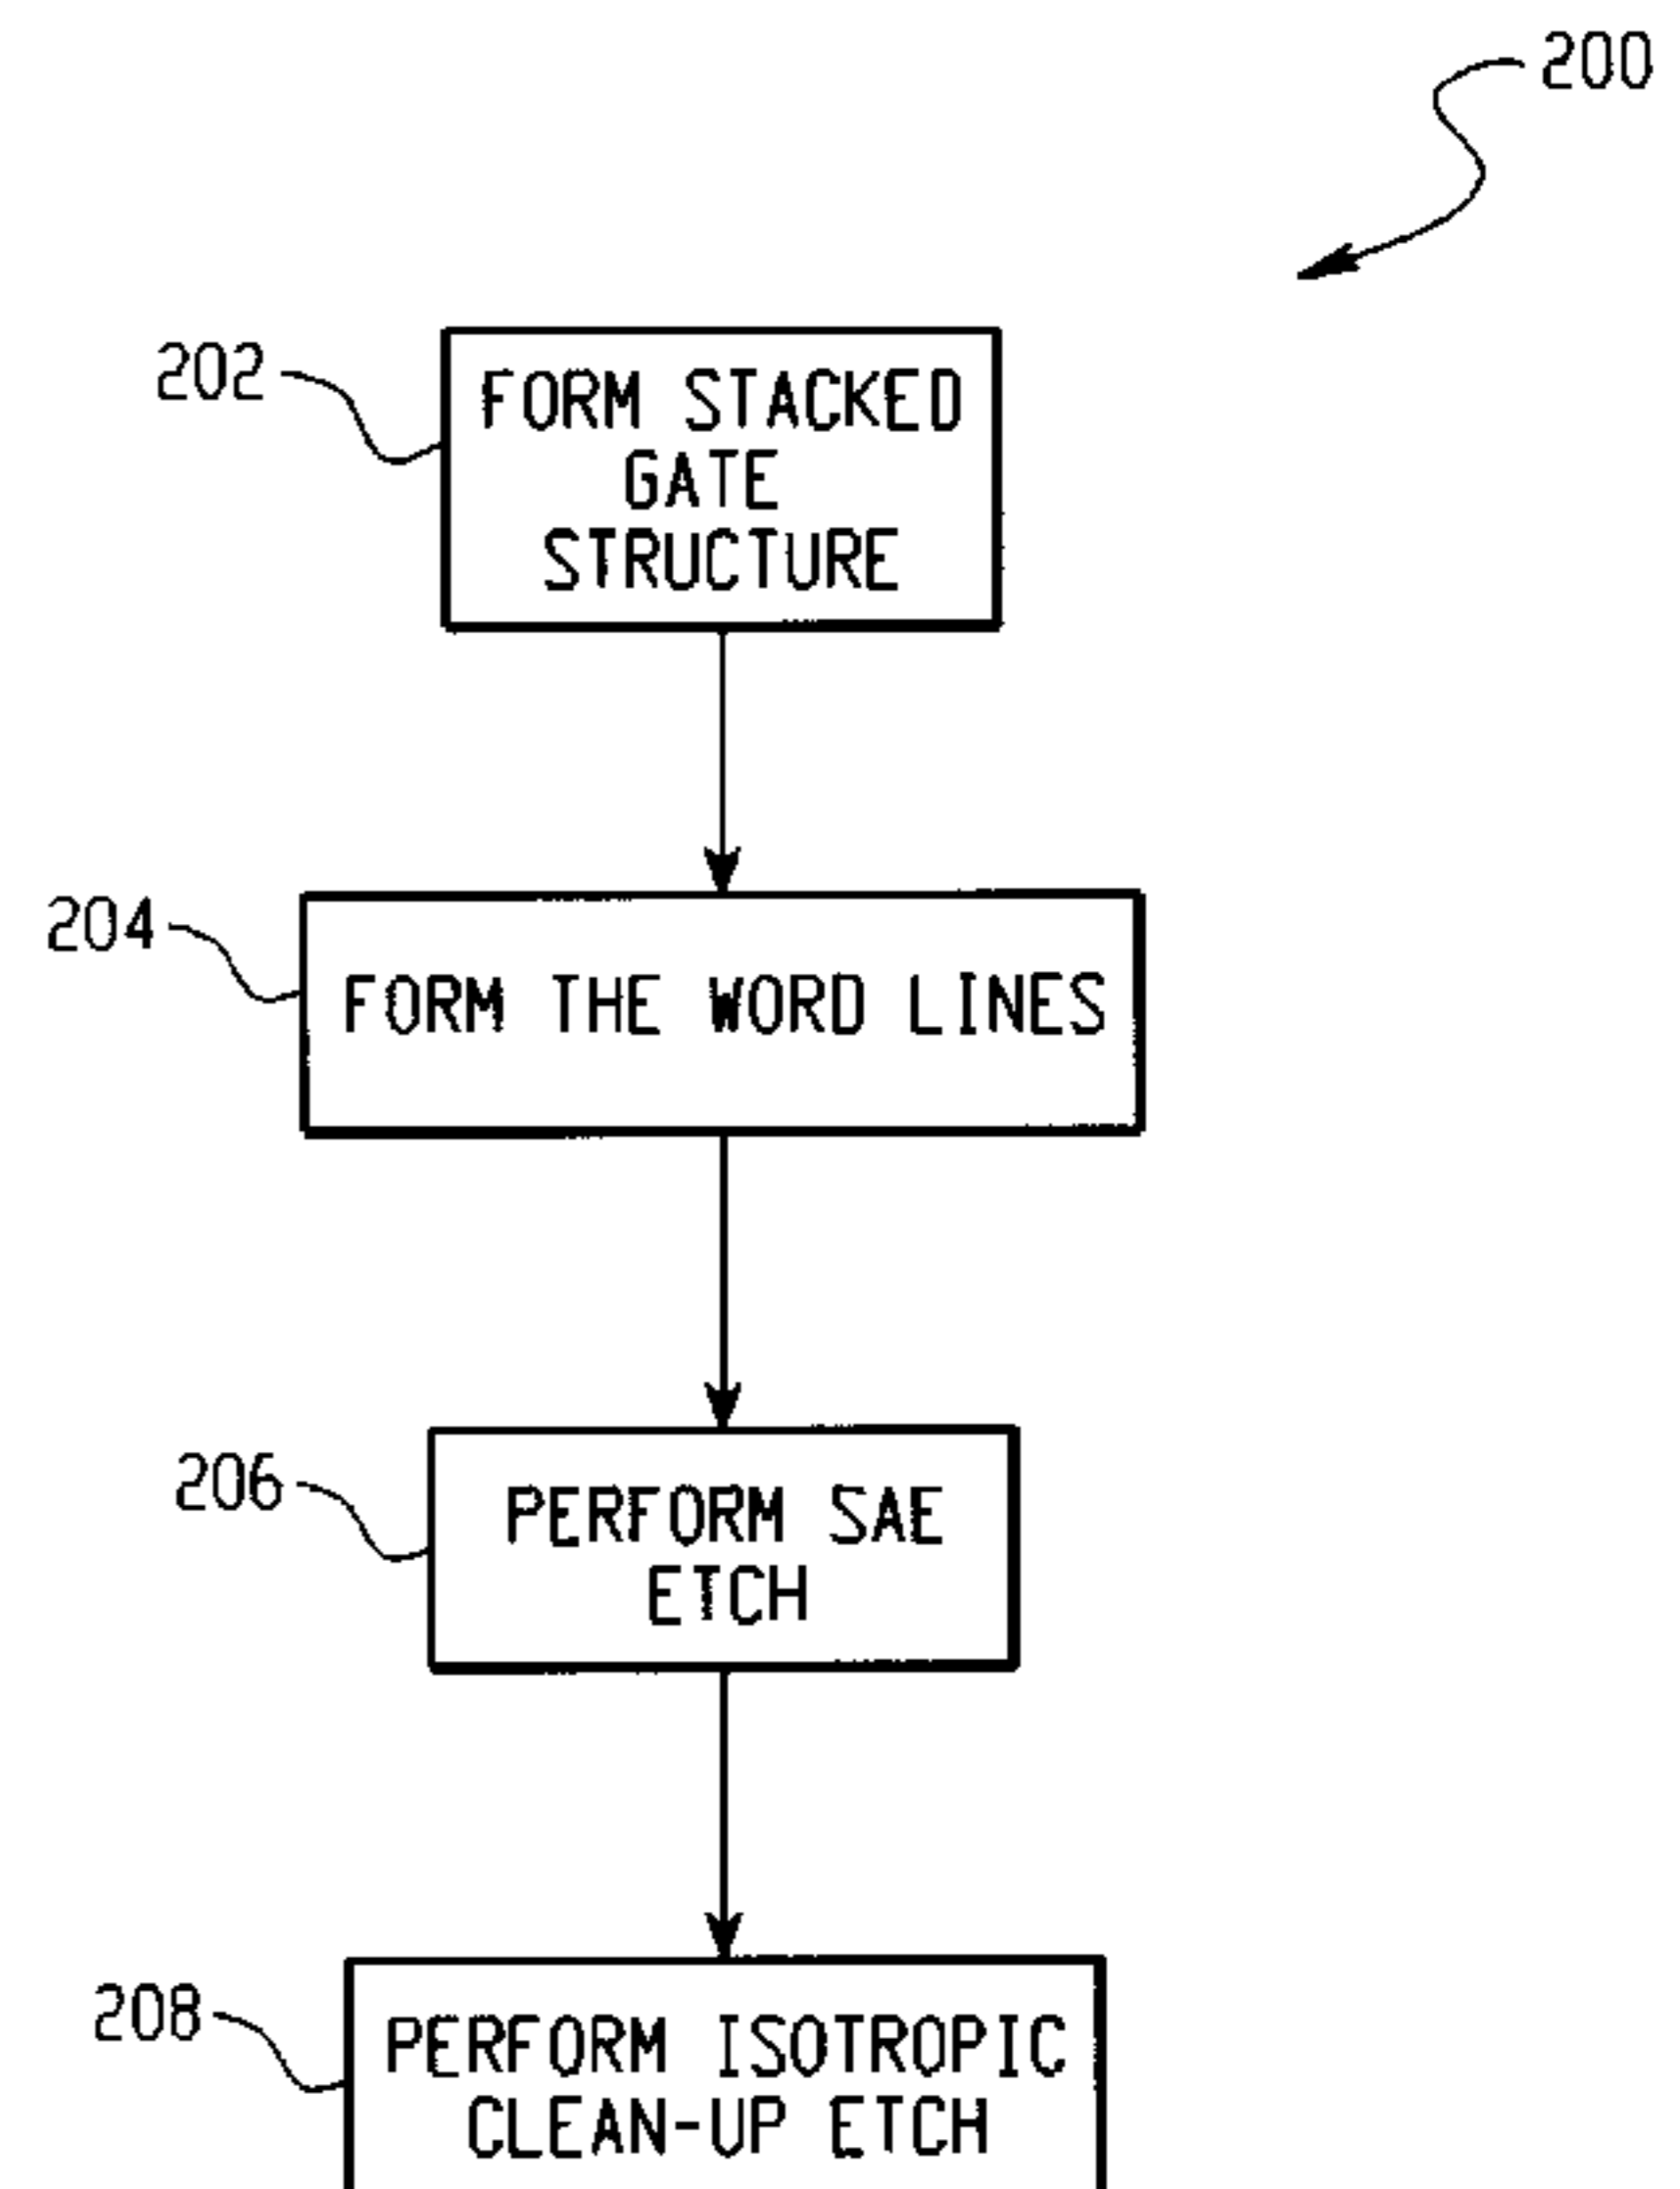 200
202
FORM STACKED
GATE
STRUCTURE
204
FORM THE WORD LINES
206
PERFORM SAE
ETCH
208
PERFORM ISOTROPIC
CLEAN-UP ETCH